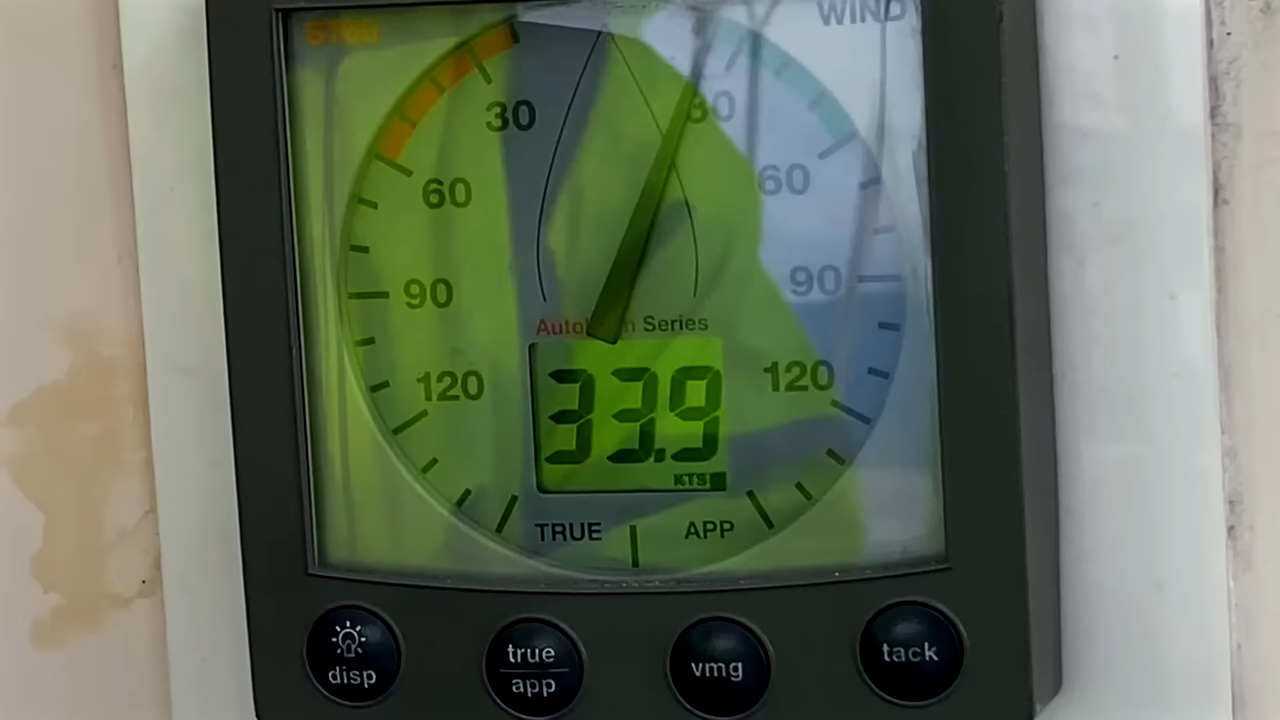 WIND
30
30
60
60
90
90
Series
120
120
33.9
KTS
TRUE
APP
disp
true
app
vmg
tack